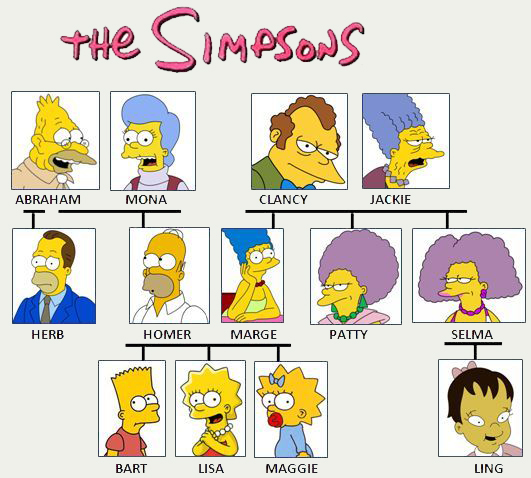 THE SIMPSONS
ABRAHAM MONA CLANCY JACKIE
HERB HOMER MARGE PATTY SELMA
BART LISA MAGGIE LING